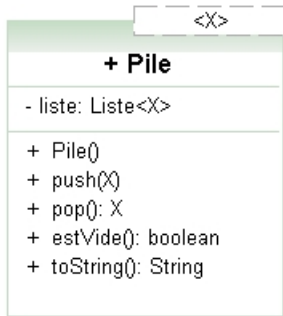 <X>
+ Pile
- liste: Liste<X>
+ Pile()
+ push(X)
+ pop(): X
+ estVide(): boolean
+ toString(): String